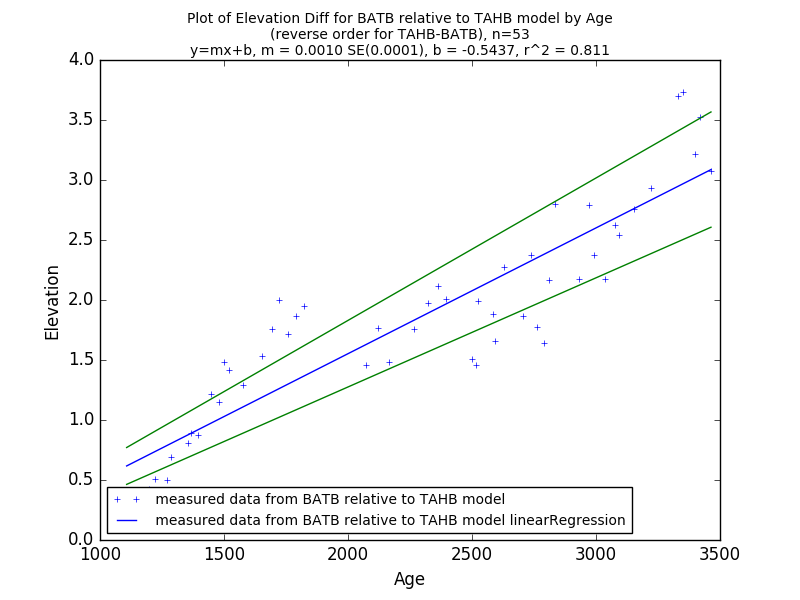 Plot of Elevation Diff for BATB relative to TAHB model by Age
(reverse order for TAHB-BATB), n=53
y=mx+b, m = 0.0010 SE(0.0001), b = -0.5437, r^2 = 0.811
4.0
3.5
3.0
2.5
2.0
1.5
1.0
0.5
0.0
Elevation
measured data from BATB relative to TAHB model
measured data from BATB relative to TAHB model linearRegression
1000 1500 2000 2500 3000 3500
Age